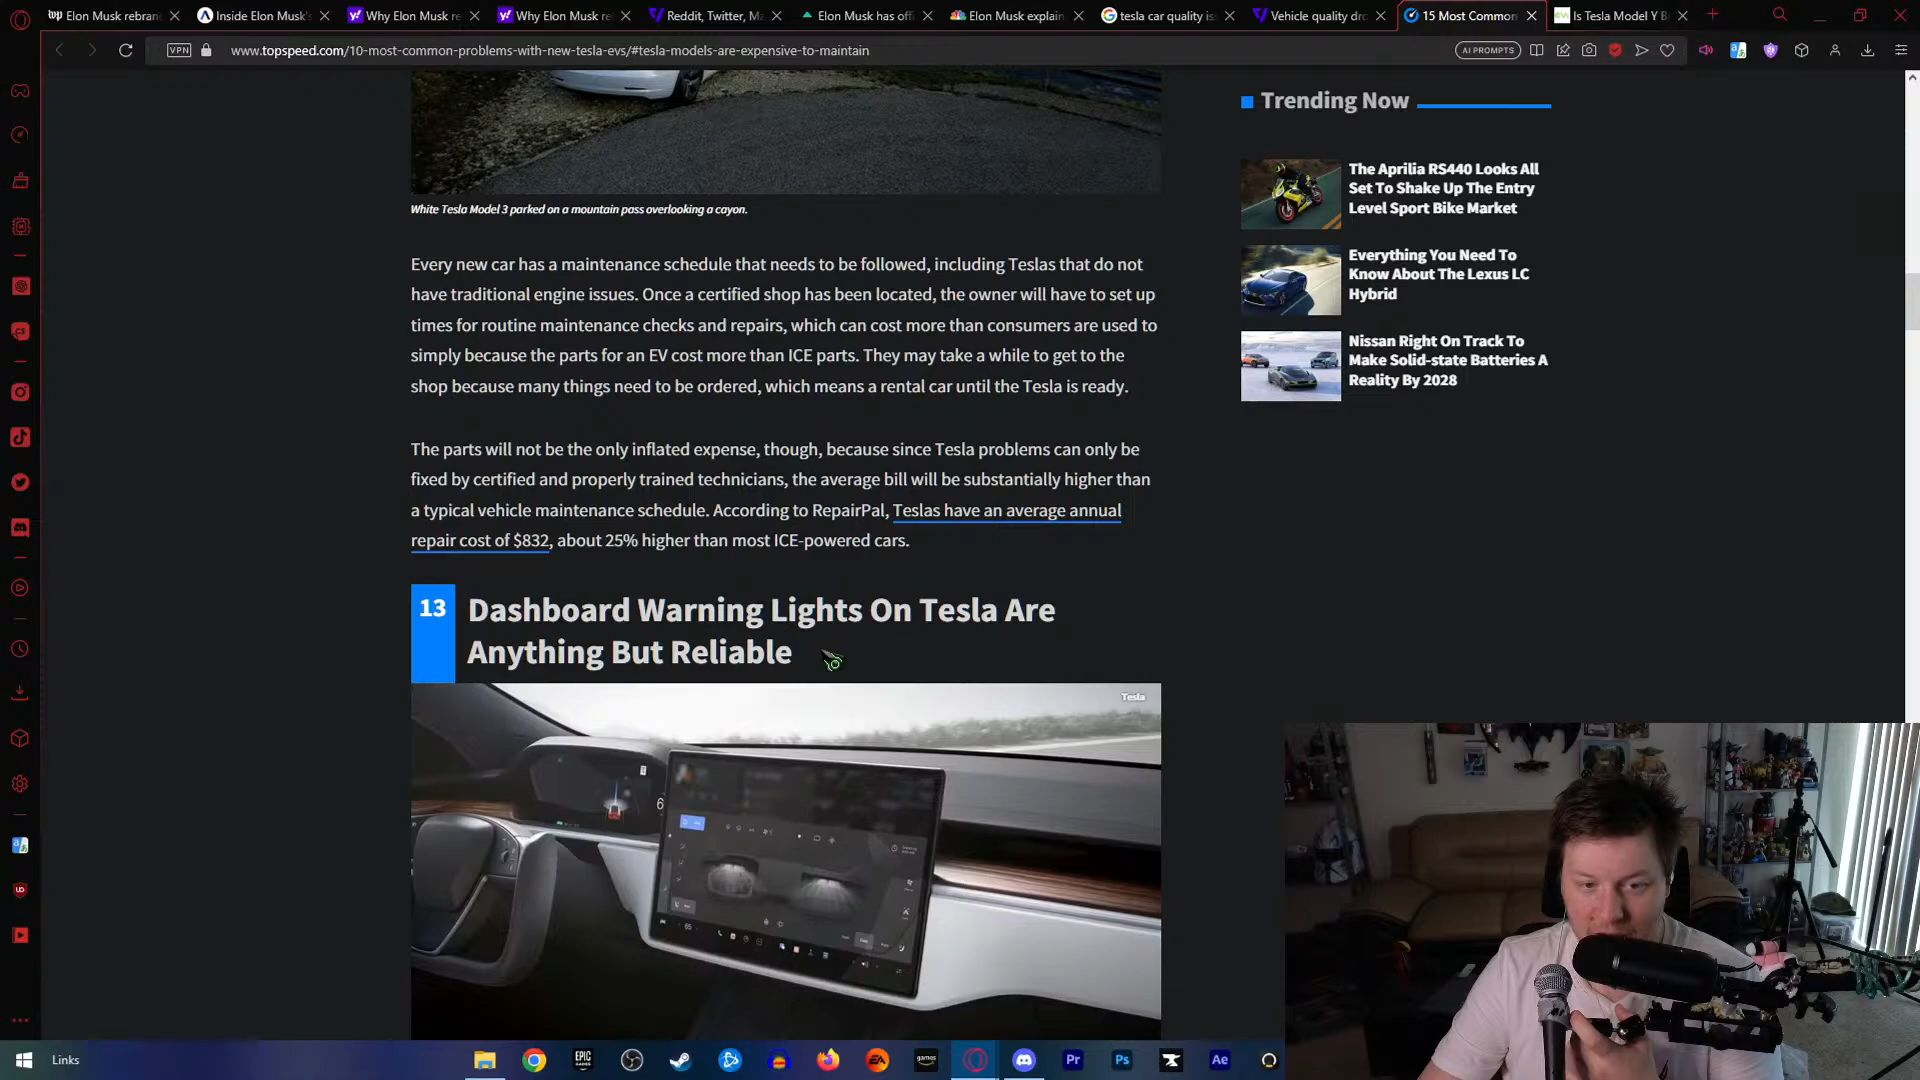 Elon Musk rebran
Inside Elon Musk's
Why Elon Musk re
Why Elon Musk re
Reddit, Twitter, M
Elon Musk has off
Elon Musk explain
tesla car quality is
Vehicle quality dro
15 Most Common
Is Tesla Model Y B
VPN
www.topspeed.com/10-most-common-problems-with-new-tesla-evs/#tesla-models-are-expensive-to-maintain
AI PROMPTS
White Tesla Model 3 parked on a mountain pass overlooking a cayon.
Every new car has a maintenance schedule that needs to be followed, including Teslas that do not
have traditional engine issues. Once a certified shop has been located, the owner will have to set up
times for routine maintenance checks and repairs, which can cost more than consumers are used to
simply because the parts for an EV cost more than ICE parts. They may take a while to get to the
shop because many things need to be ordered, which means a rental car until the Tesla is ready.
The parts will not be the only inflated expense, though, because since Tesla problems can only be
fixed by certified and properly trained technicians, the average bill will be substantially higher than
a typical vehicle maintenance schedule. According to RepairPal, Teslas have an average annual
repair cost of $832, about 25% higher than most ICE-powered cars.
13
Dashboard Warning Lights On Tesla Are
Anything But Reliable
Tesla
Trending Now
The Aprilia RS440 Looks All
Set To Shake Up The Entry
Level Sport Bike Market
Everything You Need To
Know About The Lexus LC
Hybrid
Nissan Right On Track To
Make Solid-state Batteries A
Reality By 2028
Links
EPIC
EA
games
Pr
Ps
Ae